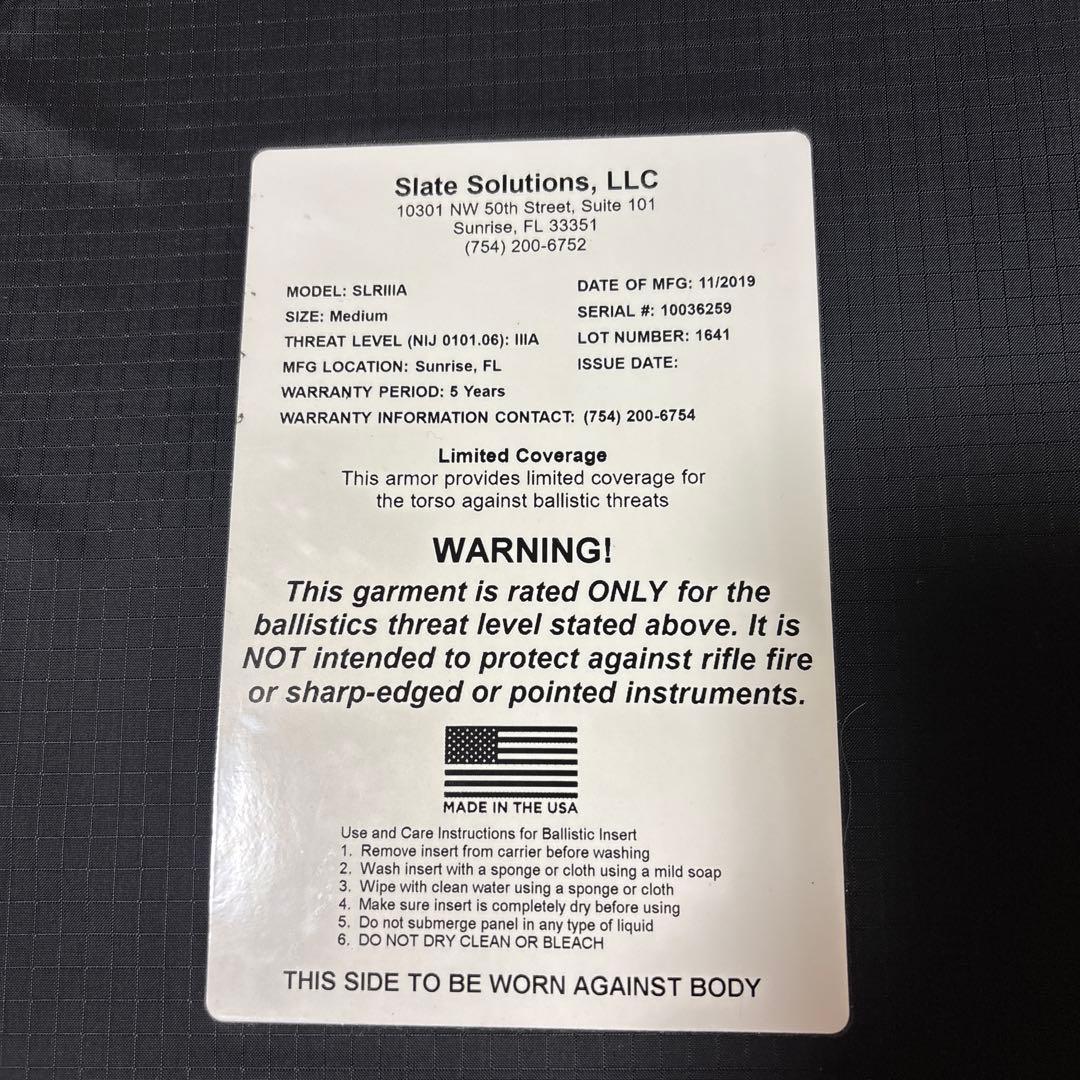 Slate Solutions, LLC
10301 NW 50th Street, Suite 101
Sunrise, FL 33351
(754) 200-6752
MODEL: SLRIIIA
SIZE: Medium
THREAT LEVEL (NIJ 0101.06): IIIA
MFG LOCATION: Sunrise, FL
WARRANTY PERIOD: 5 Years
WARRANTY INFORMATION CONTACT: (754) 200-6754
DATE OF MFG: 11/2019
SERIAL #: 10036259
LOT NUMBER: 1641
ISSUE DATE:
Limited Coverage
This armor provides limited coverage for
the torso against ballistic threats
WARNING!
This garment is rated ONLY for the
ballistics threat level stated above. It is
NOT intended to protect against rifle fire
or sharp-edged or pointed instruments.
MADE IN THE USA
Use and Care Instructions for Ballistic Insert
1. Remove insert from carrier before washing
2. Wash insert with a sponge or cloth using a mild soap
3. Wipe with clean water using a sponge or cloth
4. Make sure insert is completely dry before using
5. Do not submerge panel in any type of liquid
6. DO NOT DRY CLEAN OR BLEACH
THIS SIDE TO BE WORN AGAINST BODY